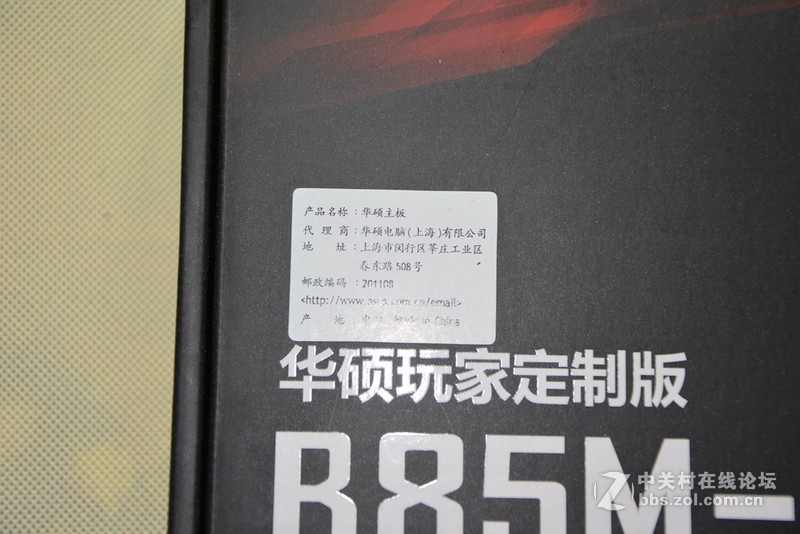 产品名称：华硕主板
代 理 商：华硕电脑(上海)有限公司
地 址：上海市闵行区莘庄工业区
春东路508号
邮政编码：201108
<http://www.asus.com.cn/email>
产 地： China
华硕玩家定制版
B85M-
中关村在线论坛
bbs.zol.com.cn